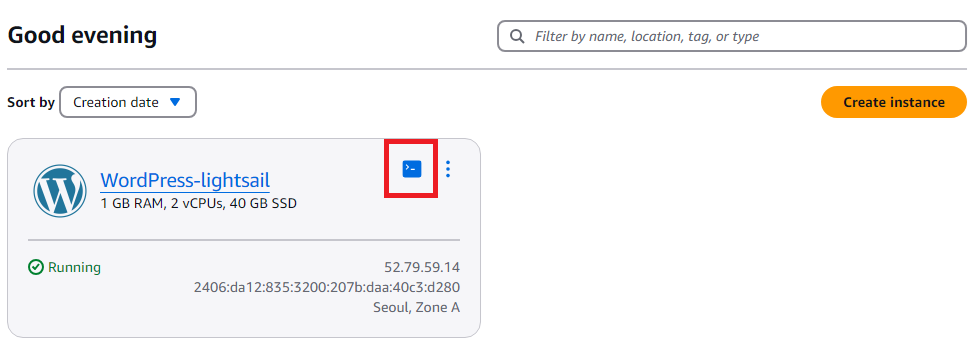 Good evening
Filter by name, location, tag, or type
Sort by
Creation date
Create instance
WordPress-lightsail
1 GB RAM, 2 vCPUs, 40 GB SSD
Running
52.79.59.14
2406:da12:835:3200:207b:daa:40c3:d280
Seoul, Zone A